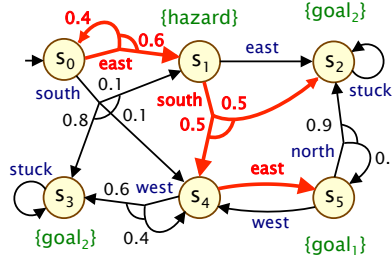 {hazard}
{goal₂}
0.4
0.6
s₀
east
s₁
east
s₂
stuck
south
0.1
south
0.5
0.8
0.1
0.5
0.9
north
0.
stuck
0.6
west
east
s₃
s₄
s₅
0.4
west
{goal₂}
{goal₁}